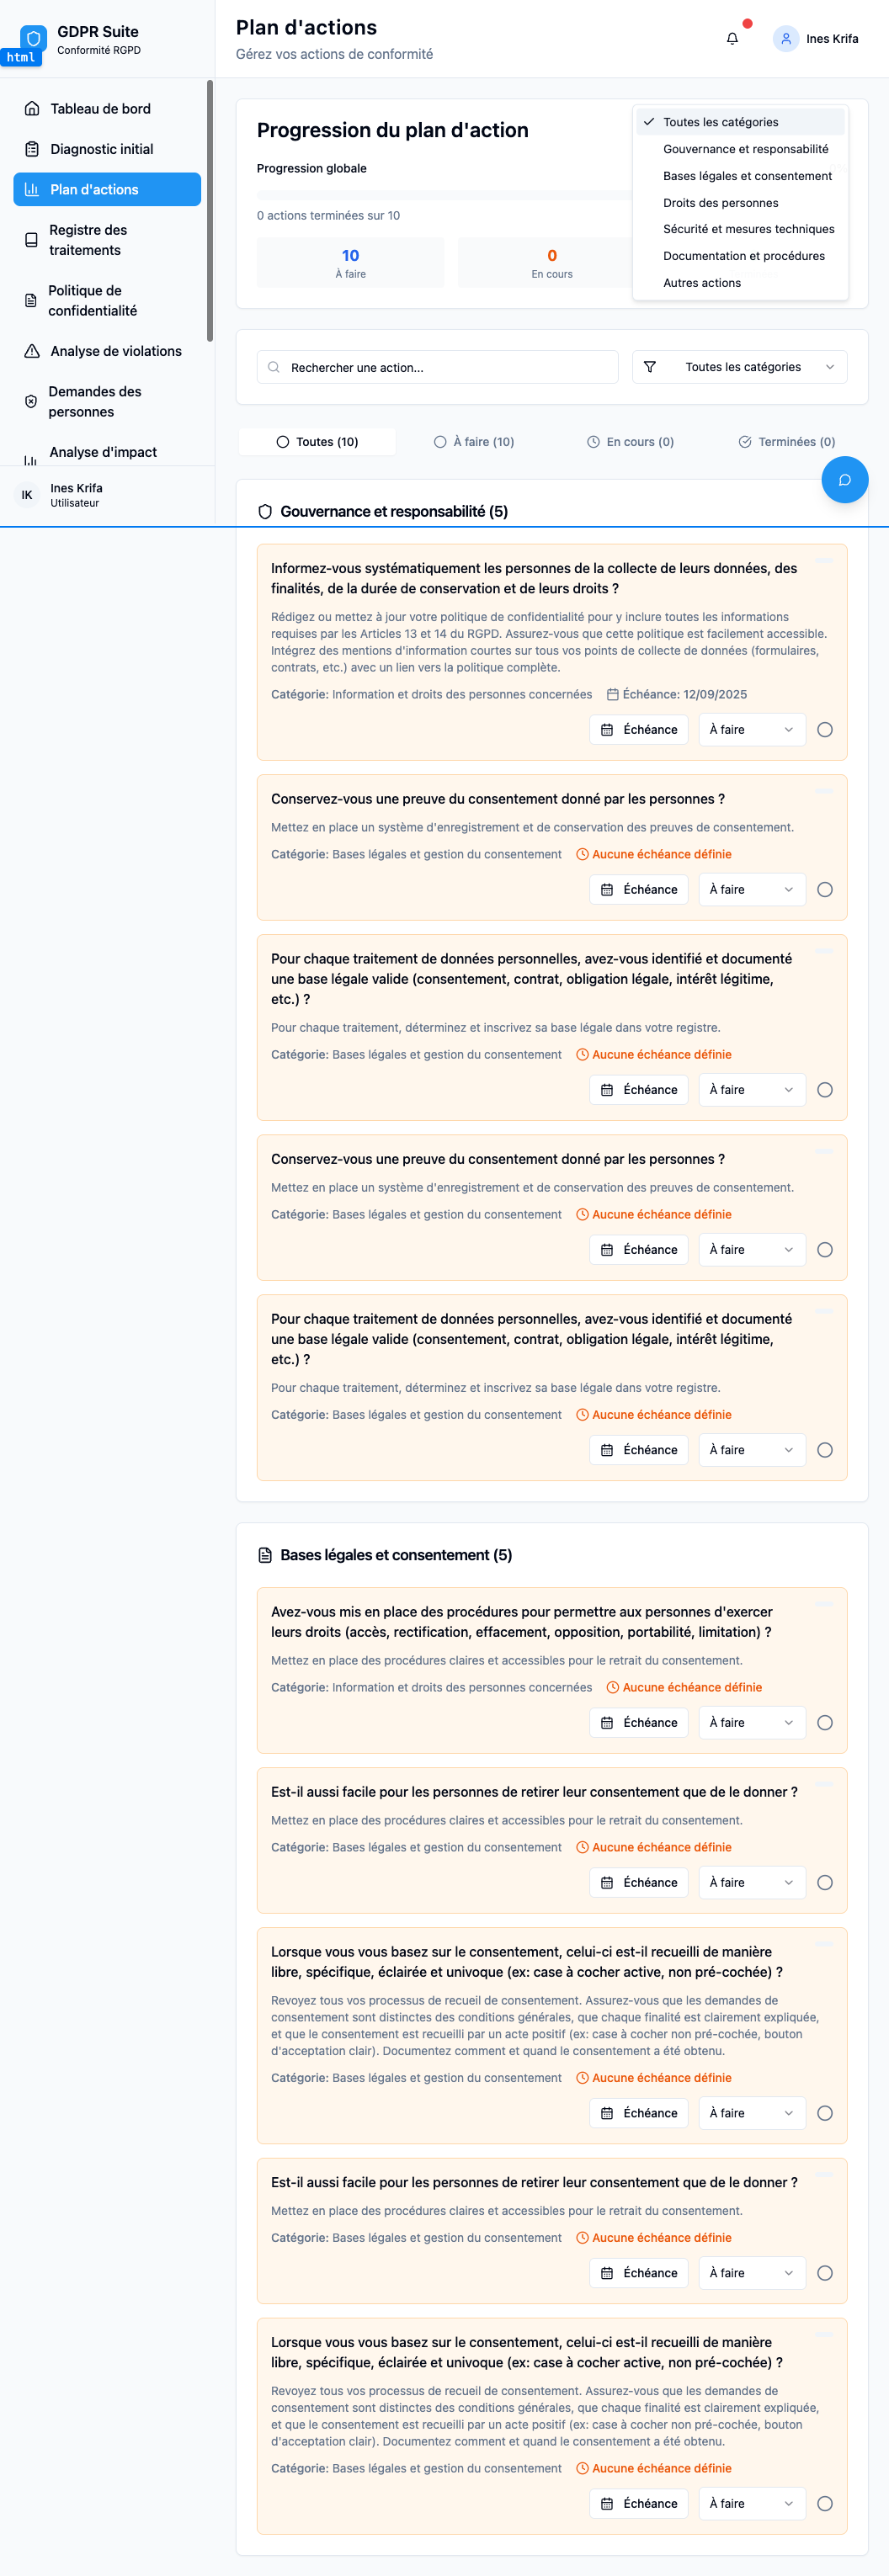 GDPR Suite
Conformité RGPD
html
Plan d'actions
Gérez vos actions de conformité
Ines Krifa
Tableau de bord
Diagnostic initial
Plan d'actions
Registre des
traitements
Politique de
confidentialité
Analyse de violations
Demandes des
personnes
Analyse d'impact
IK
Ines Krifa
Utilisateur
Progression du plan d'action
Progression globale
0 actions terminées sur 10
10
À faire
0
En cours
Toutes les catégories
Gouvernance et responsabilité
Bases légales et consentement
Droits des personnes
Sécurité et mesures techniques
Documentation et procédures
Autres actions
Rechercher une action...
Toutes les catégories
Toutes (10)
À faire (10)
En cours (0)
Terminées (0)
Gouvernance et responsabilité (5)
Informez-vous systématiquement les personnes de la collecte de leurs données, des
finalités, de la durée de conservation et de leurs droits ?
Rédigez ou mettez à jour votre politique de confidentialité pour y inclure toutes les informations
requises par les Articles 13 et 14 du RGPD. Assurez-vous que cette politique est facilement accessible.
Intégrez des mentions d'information courtes sur tous vos points de collecte de données (formulaires,
contrats, etc.) avec un lien vers la politique complète.
Catégorie: Information et droits des personnes concernées Échéance: 12/09/2025
Échéance À faire
Conservez-vous une preuve du consentement donné par les personnes ?
Mettez en place un système d'enregistrement et de conservation des preuves de consentement.
Catégorie: Bases légales et gestion du consentement Aucune échéance définie
Échéance À faire
Pour chaque traitement de données personnelles, avez-vous identifié et documenté
une base légale valide (consentement, contrat, obligation légale, intérêt légitime,
etc.) ?
Pour chaque traitement, déterminez et inscrivez sa base légale dans votre registre.
Catégorie: Bases légales et gestion du consentement Aucune échéance définie
Échéance À faire
Conservez-vous une preuve du consentement donné par les personnes ?
Mettez en place un système d'enregistrement et de conservation des preuves de consentement.
Catégorie: Bases légales et gestion du consentement Aucune échéance définie
Échéance À faire
Pour chaque traitement de données personnelles, avez-vous identifié et documenté
une base légale valide (consentement, contrat, obligation légale, intérêt légitime,
etc.) ?
Pour chaque traitement, déterminez et inscrivez sa base légale dans votre registre.
Catégorie: Bases légales et gestion du consentement Aucune échéance définie
Échéance À faire
Bases légales et consentement (5)
Avez-vous mis en place des procédures pour permettre aux personnes d'exercer
leurs droits (accès, rectification, effacement, opposition, portabilité, limitation) ?
Mettez en place des procédures claires et accessibles pour le retrait du consentement.
Catégorie: Information et droits des personnes concernées Aucune échéance définie
Échéance À faire
Est-il aussi facile pour les personnes de retirer leur consentement que de le donner ?
Mettez en place des procédures claires et accessibles pour le retrait du consentement.
Catégorie: Bases légales et gestion du consentement Aucune échéance définie
Échéance À faire
Lorsque vous vous basez sur le consentement, celui-ci est-il recueilli de manière
libre, spécifique, éclairée et univoque (ex: case à cocher active, non pré-cochée) ?
Revoyez tous vos processus de recueil de consentement. Assurez-vous que les demandes de
consentement sont distinctes des conditions générales, que chaque finalité est clairement expliquée,
et que le consentement est recueilli par un acte positif (ex: case à cocher non pré-cochée, bouton
d'acceptation clair). Documentez comment et quand le consentement a été obtenu.
Catégorie: Bases légales et gestion du consentement Aucune échéance définie
Échéance À faire
Est-il aussi facile pour les personnes de retirer leur consentement que de le donner ?
Mettez en place des procédures claires et accessibles pour le retrait du consentement.
Catégorie: Bases légales et gestion du consentement Aucune échéance définie
Échéance À faire
Lorsque vous vous basez sur le consentement, celui-ci est-il recueilli de manière
libre, spécifique, éclairée et univoque (ex: case à cocher active, non pré-cochée) ?
Revoyez tous vos processus de recueil de consentement. Assurez-vous que les demandes de
consentement sont distinctes des conditions générales, que chaque finalité est clairement expliquée,
et que le consentement est recueilli par un acte positif (ex: case à cocher non pré-cochée, bouton
d'acceptation clair). Documentez comment et quand le consentement a été obtenu.
Catégorie: Bases légales et gestion du consentement Aucune échéance définie
Échéance À faire